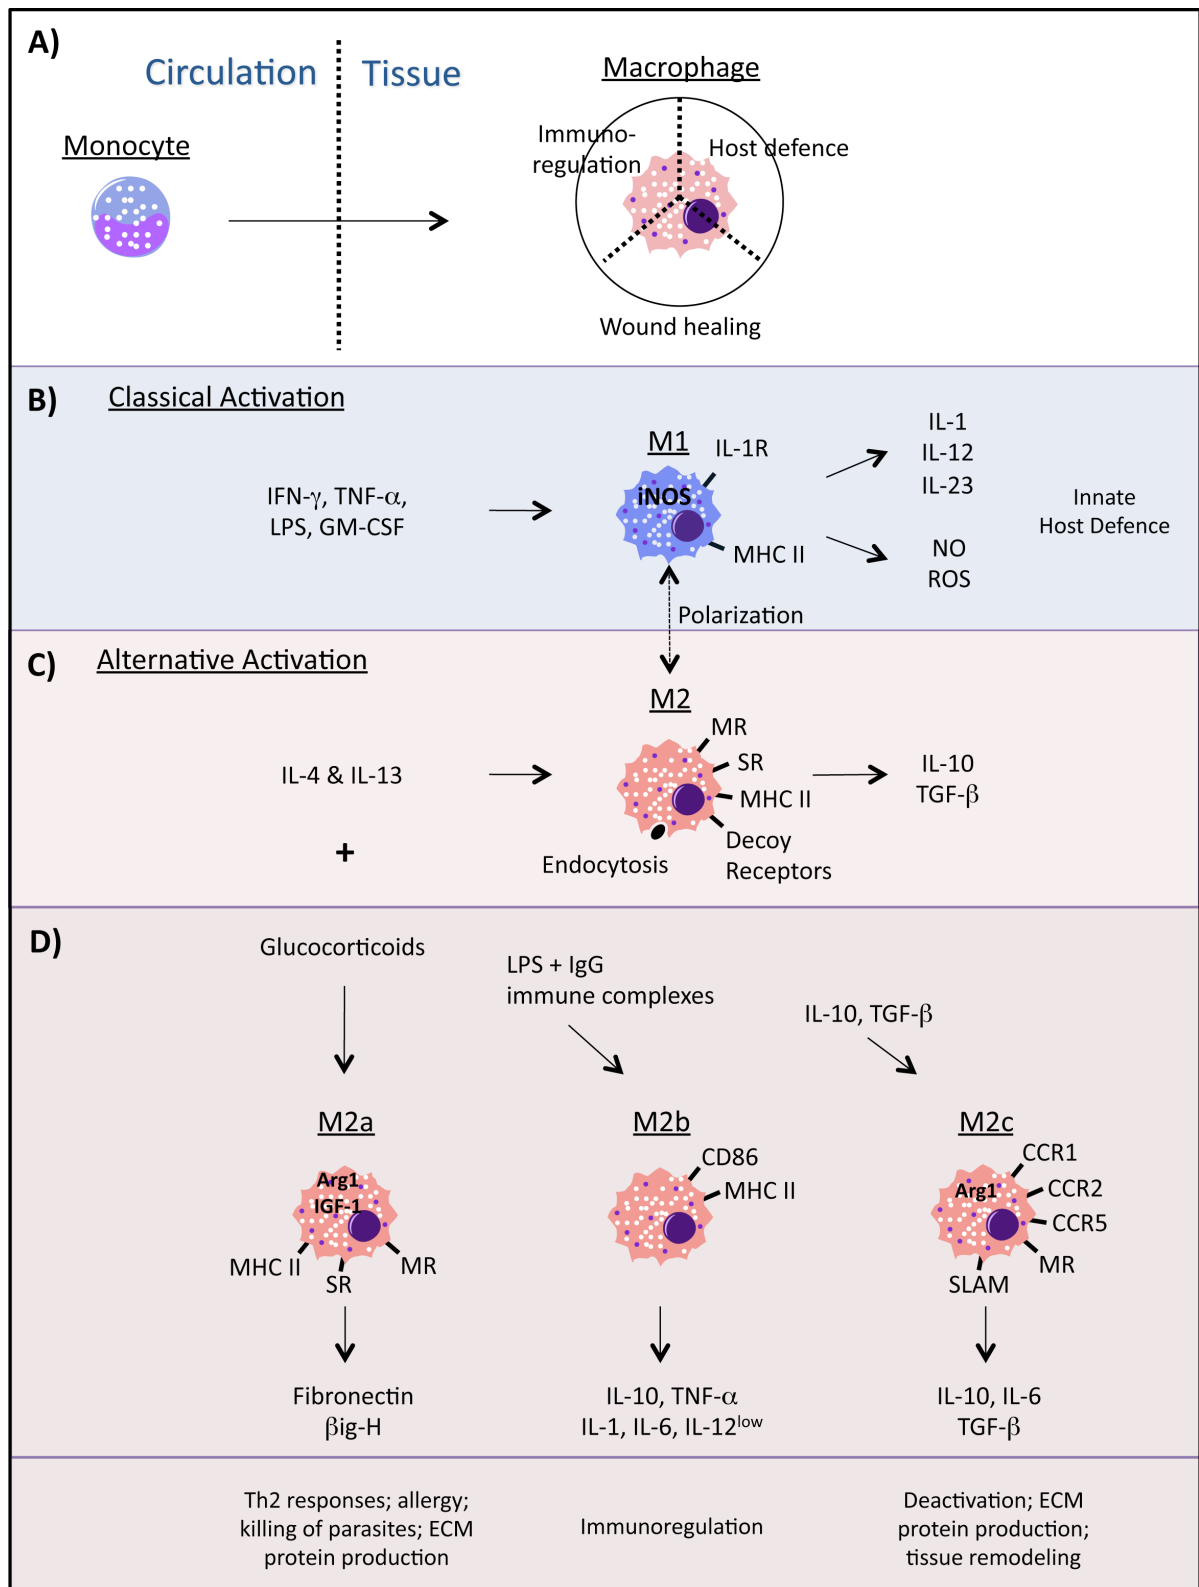 A)
Circulation
Tissue
Monocyte
Macrophage
Immuno-
regulation
Host defence
Wound healing
B)
Classical Activation
IFN-γ, TNF-α,
LPS, GM-CSF
M1
IL-1R
iNOS
MHC II
IL-1
IL-12
IL-23
NO
ROS
Innate
Host Defence
Polarization
C)
Alternative Activation
IL-4 & IL-13
+
M2
MR
SR
MHC II
Decoy
Receptors
Endocytosis
IL-10
TGF-β
D)
Glucocorticoids
LPS + IgG
immune complexes
IL-10, TGF-β
M2a
Arg1
IGF-1
MHC II
SR
MR
M2b
CD86
MHC II
M2c
Arg1
CCR1
CCR2
CCR5
MR
SLAM
Fibronectin
βig-H
IL-10, TNF-α
IL-1, IL-6, IL-12low
IL-10, IL-6
TGF-β
Th2 responses; allergy;
killing of parasites; ECM
protein production
Immunoregulation
Deactivation; ECM
protein production;
tissue remodeling